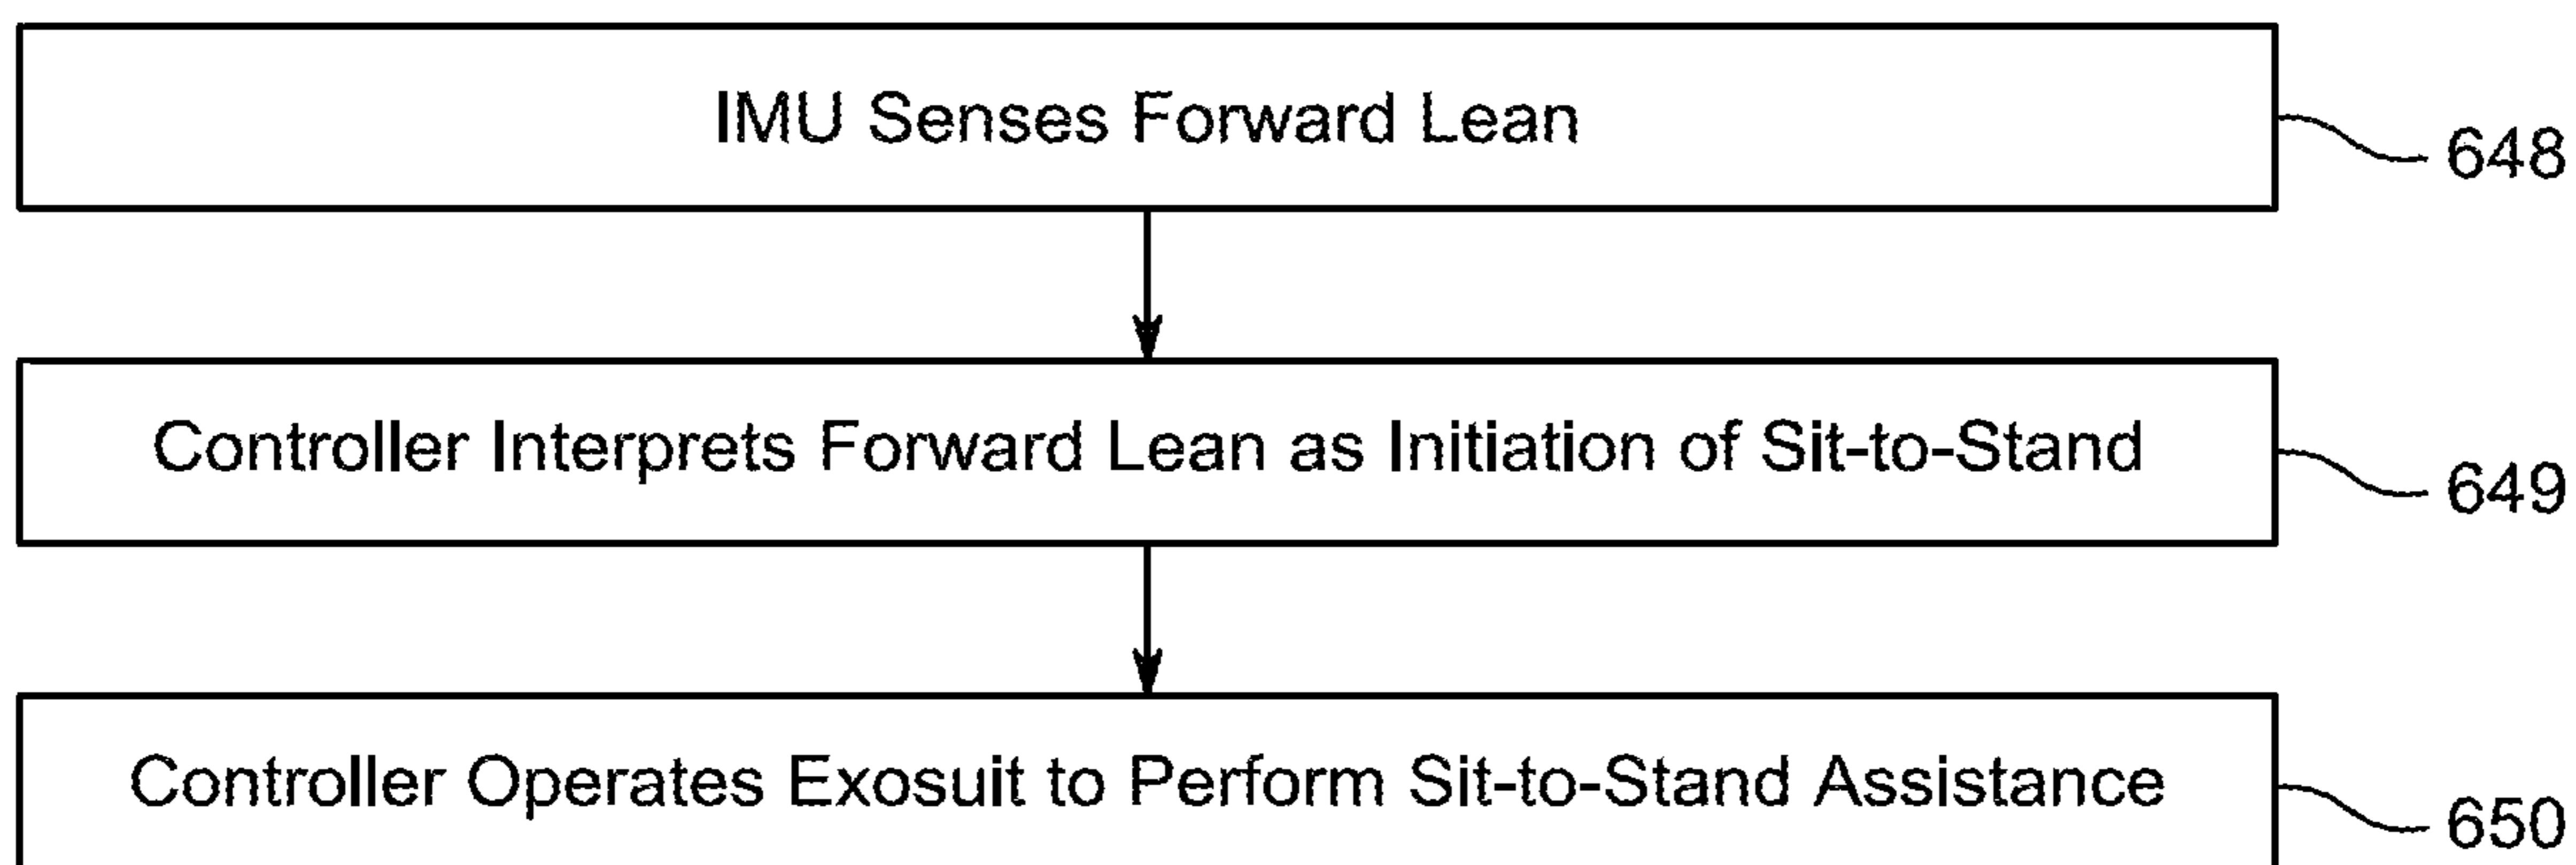 IMU Senses Forward Lean
648
Controller Interprets Forward Lean as Initiation of Sit-to-Stand
649
Controller Operates Exosuit to Perform Sit-to-Stand Assistance
650